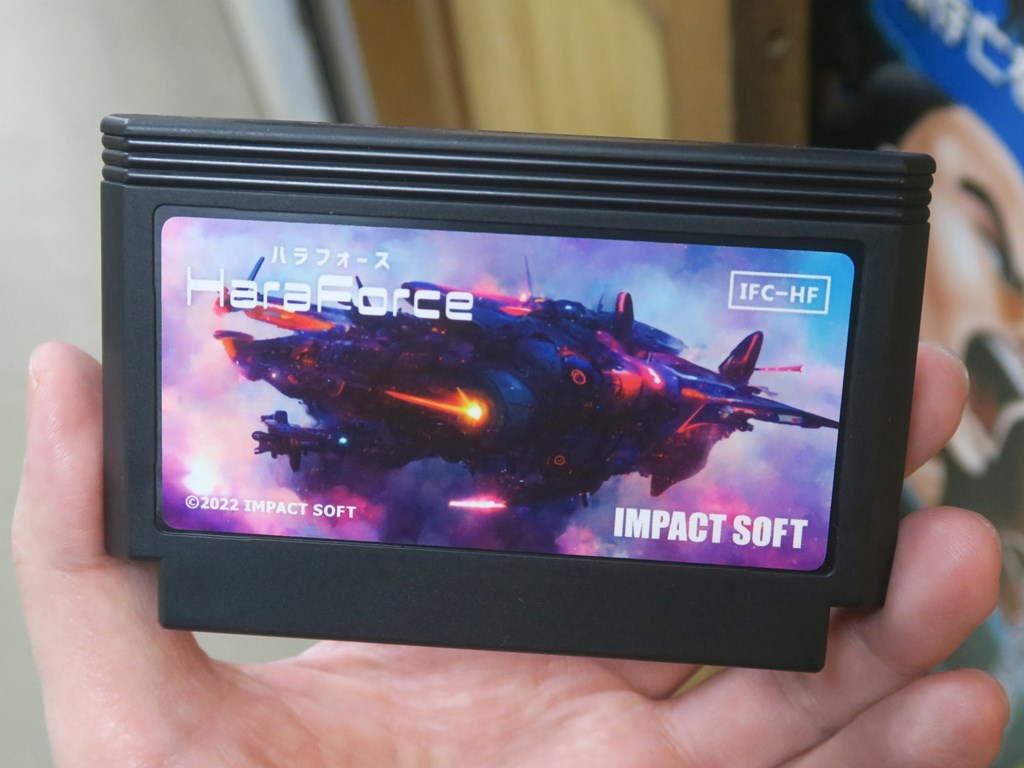 ハラフォース
HaraForce
IFC-HF
©2022 IMPACT SOFT
IMPACT SOFT